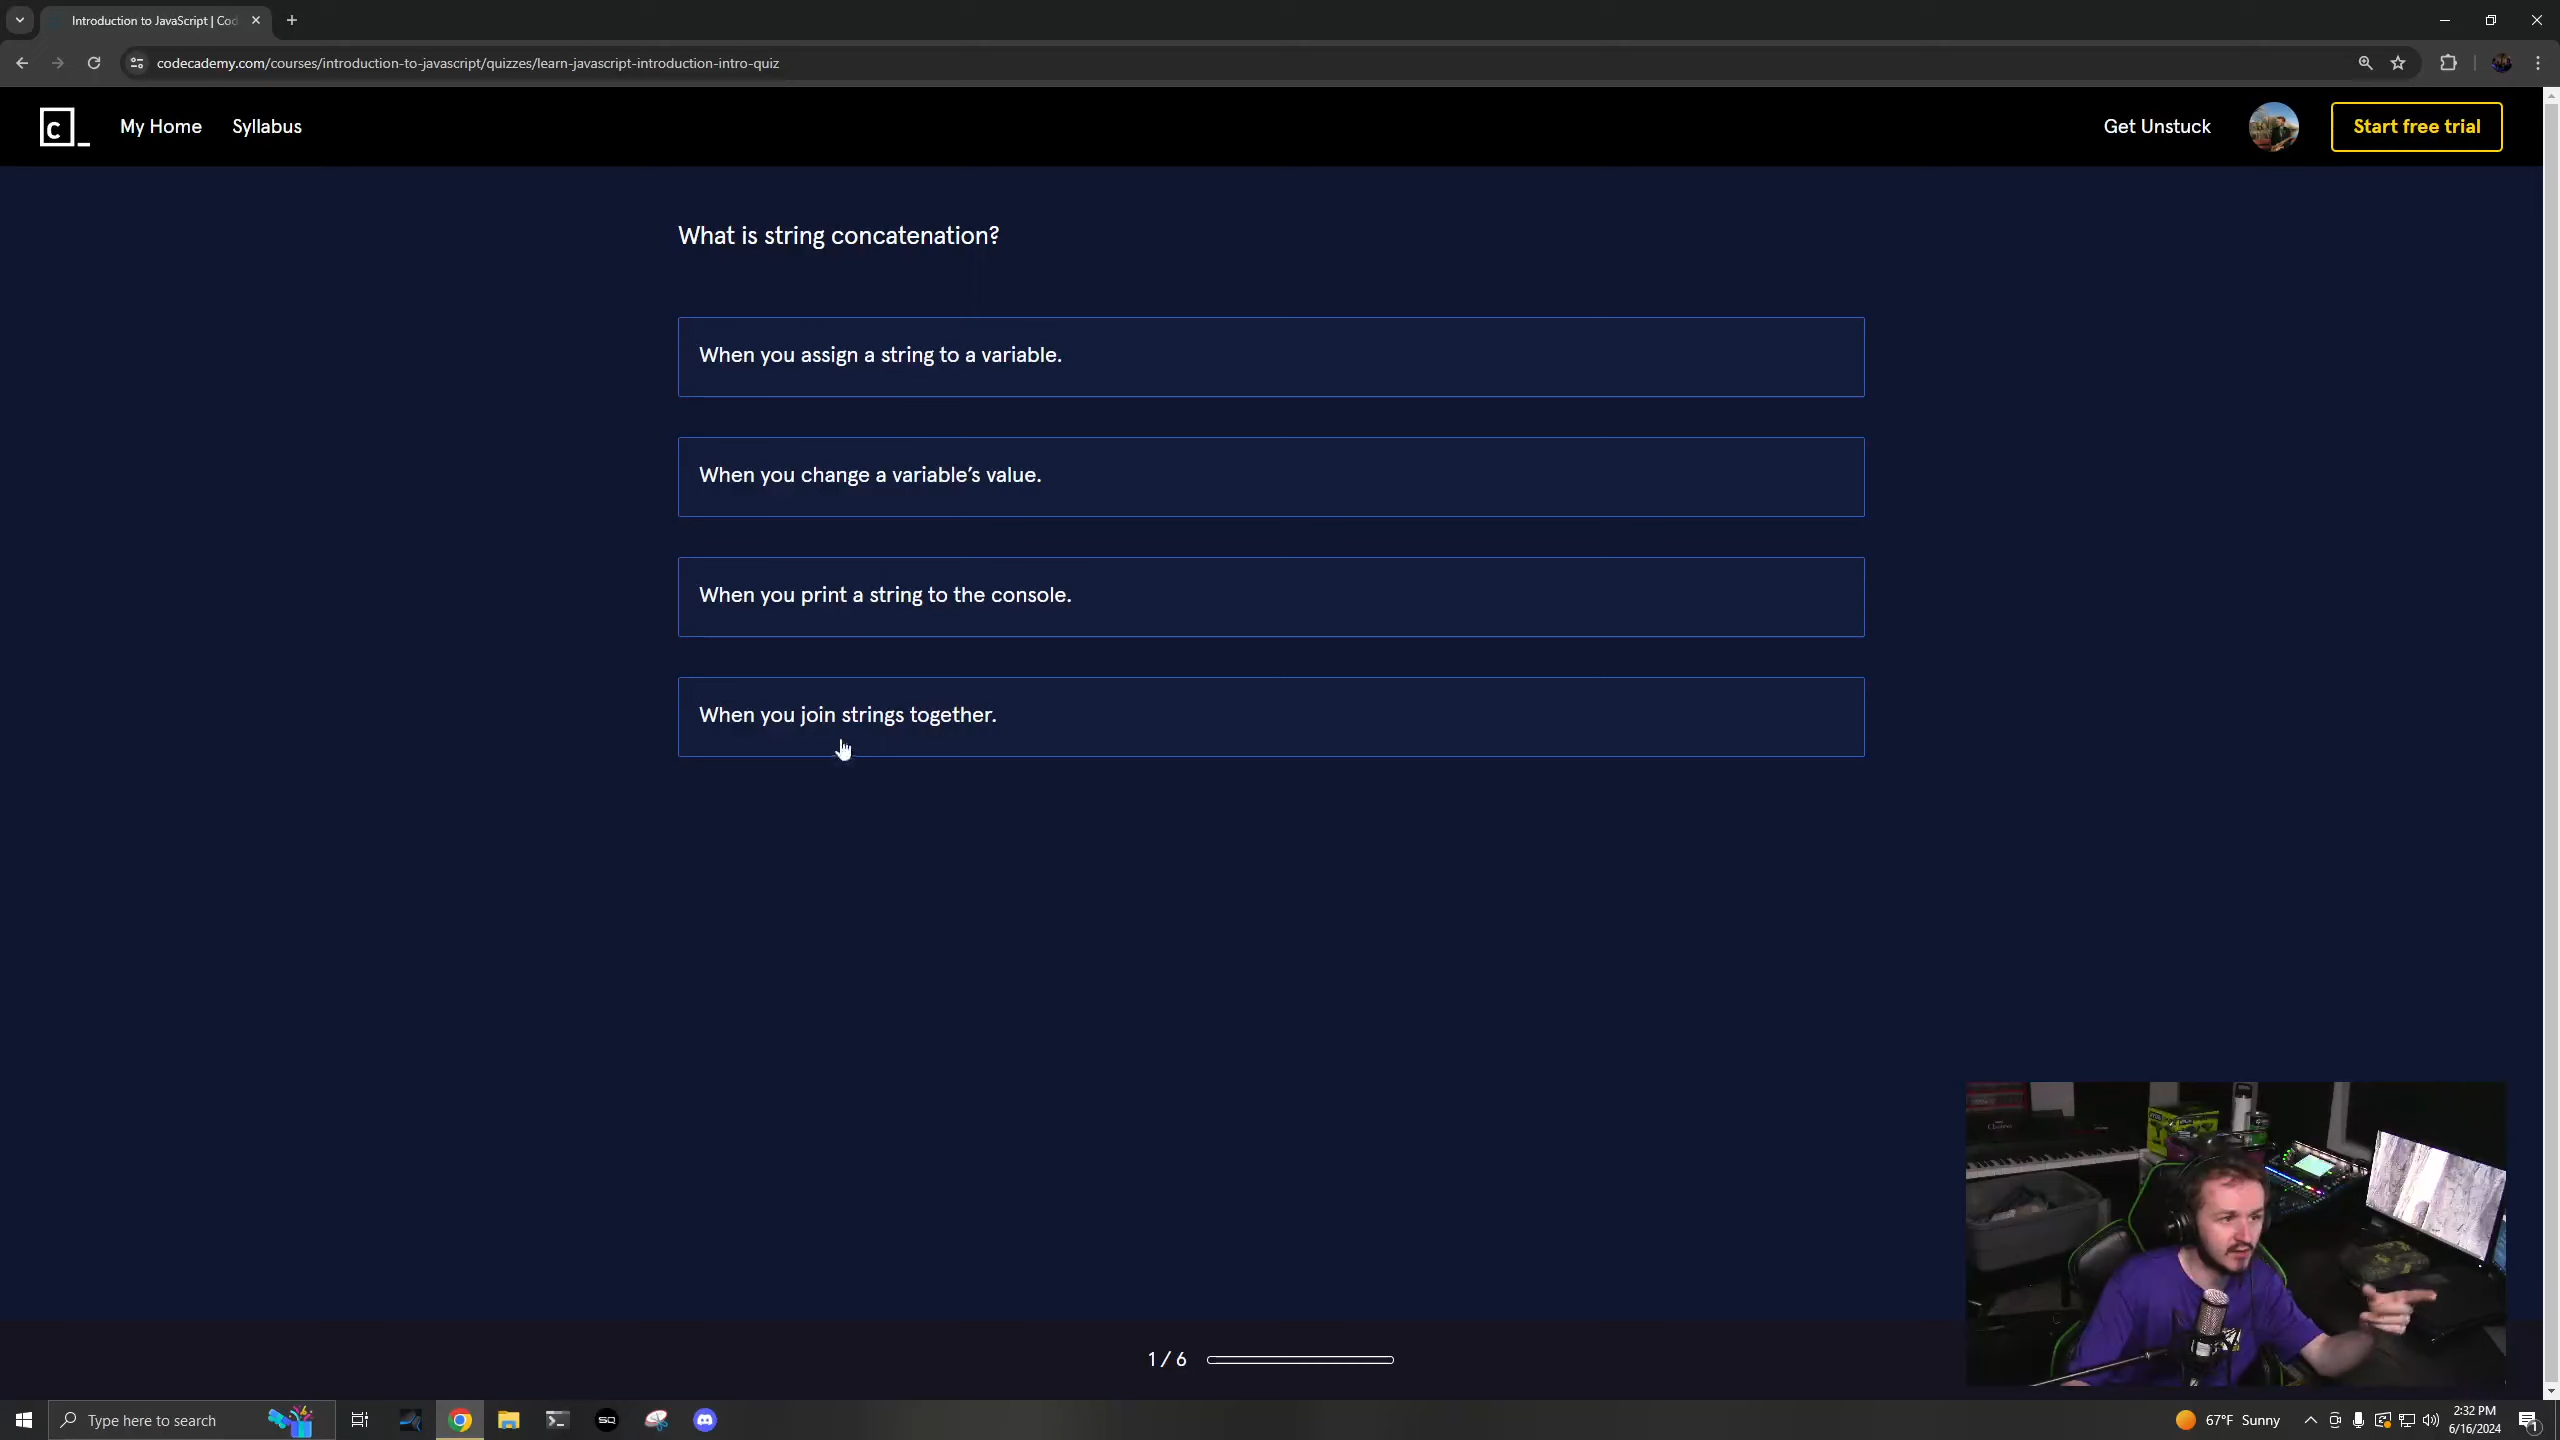 Introduction to JavaScript | Cod
codecademy.com/courses/introduction-to-javascript/quizzes/learn-javascript-introduction-intro-quiz
c_
My Home
Syllabus
Get Unstuck
Start free trial
What is string concatenation?
When you assign a string to a variable.
When you change a variable’s value.
When you print a string to the console.
When you join strings together.
1 / 6
Type here to search
SQ
67°F Sunny
2:32 PM
6/16/2024
1